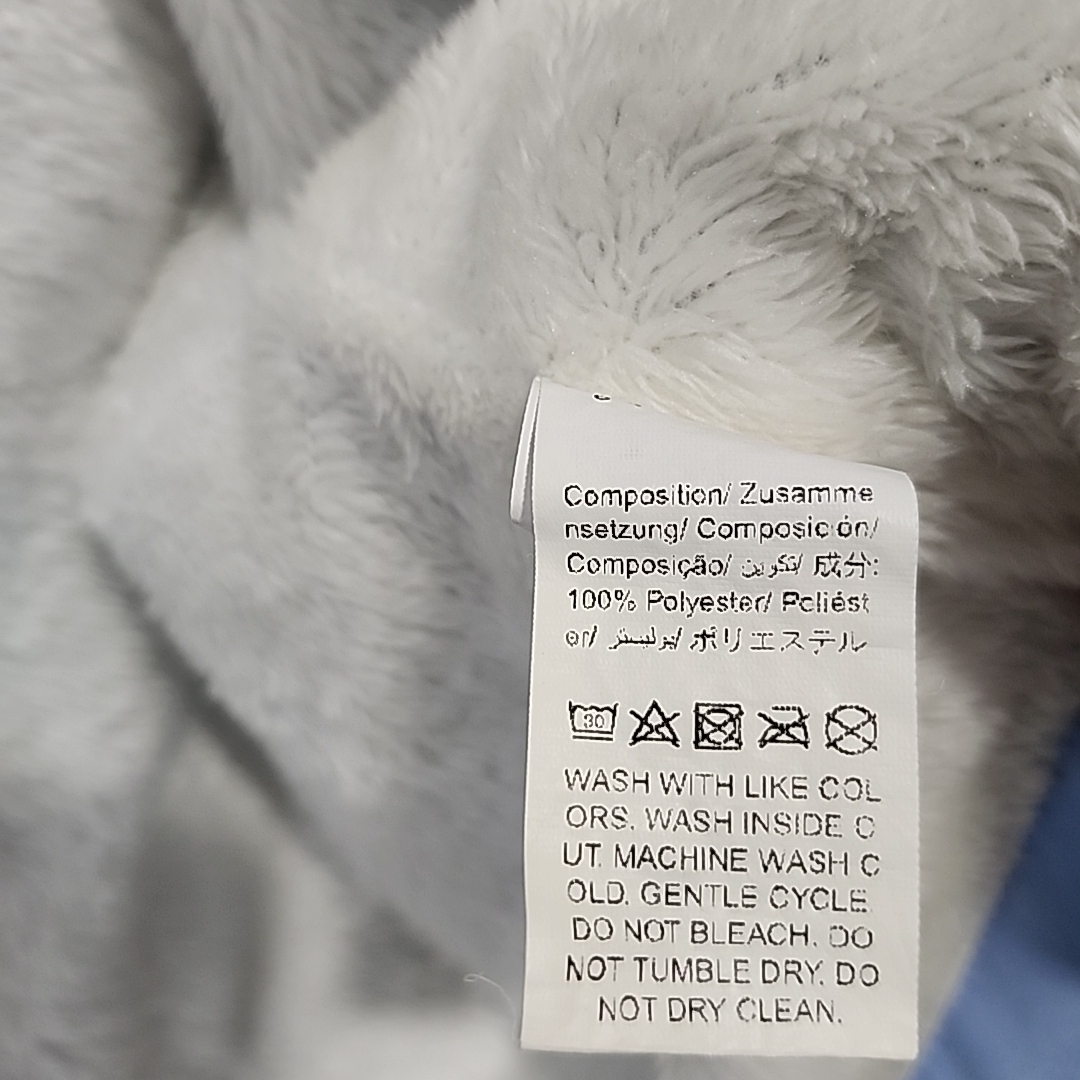 Composition/ Zusamme
nsetzung/ Composición/
Composição/ تكوين/ 成分:
100% Polyester/ Poliést
er/ بوليستر/ ポリエステル
30
WASH WITH LIKE COL
ORS. WASH INSIDE O
UT. MACHINE WASH C
OLD. GENTLE CYCLE.
DO NOT BLEACH. DO
NOT TUMBLE DRY. DO
NOT DRY CLEAN.